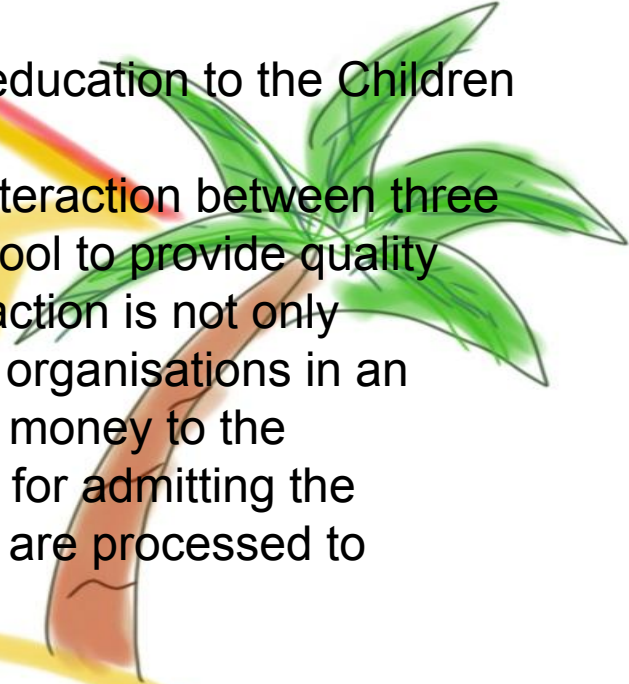 education to the Children
teraction between three
ool to provide quality
action is not only
organisations in an
money to the
for admitting the
are processed to